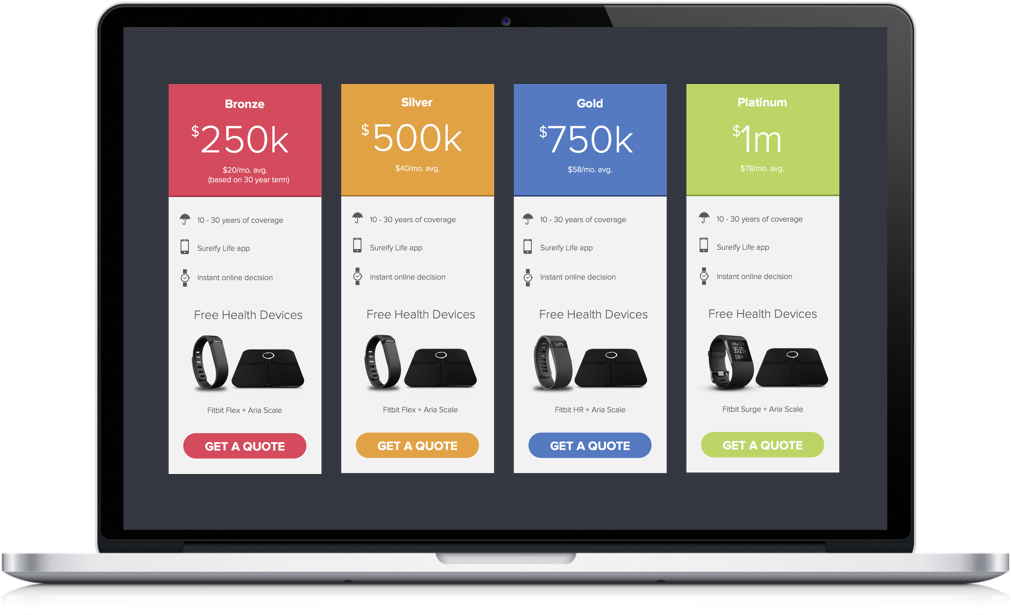 Bronze
$250k
$20/mo. avg.
(based on 30 year term)
10 - 30 years of coverage
Sureify Life app
Instant online decision
Free Health Devices
Fitbit Flex + Aria Scale
GET A QUOTE
Silver
$500k
$40/mo. avg.
10 - 30 years of coverage
Sureify Life app
Instant online decision
Free Health Devices
Fitbit Flex + Aria Scale
GET A QUOTE
Gold
$750k
$58/mo. avg.
10 - 30 years of coverage
Sureify Life app
Instant online decision
Free Health Devices
Fitbit HR + Aria Scale
GET A QUOTE
Platinum
$1m
$78/mo. avg.
10 - 30 years of coverage
Sureify Life app
Instant online decision
Free Health Devices
Fitbit Surge + Aria Scale
GET A QUOTE